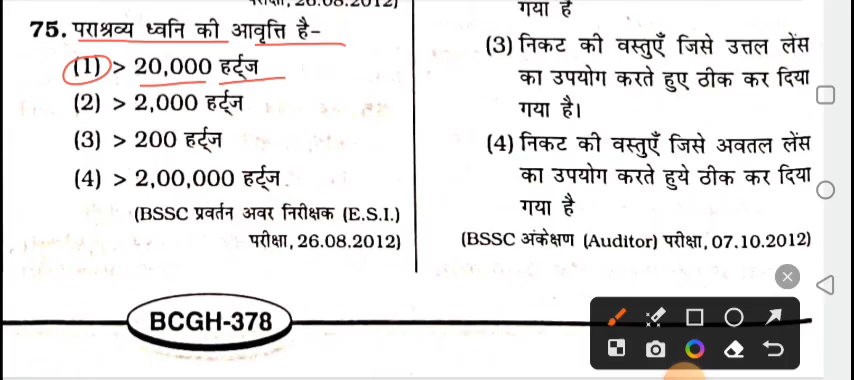 75. पराश्रव्य ध्वनि की आवृत्ति है-
(1) > 20,000 हर्ट्ज
(2) > 2,000 हर्ट्ज
(3) > 200 हर्ट्ज
(4) > 2,00,000 हर्ट्ज
(BSSC प्रवर्तन अवर निरीक्षक (E.S.I.)
परीक्षा, 26.08.2012)
गया है
(3) निकट की वस्तुएँ जिसे उत्तल लेंस
का उपयोग करते हुए ठीक कर दिया
गया है।
(4) निकट की वस्तुएँ जिसे अवतल लेंस
का उपयोग करते हुये ठीक कर दिया
गया है
(BSSC अंकेक्षण (Auditor) परीक्षा, 07.10.2012)
BCGH-378